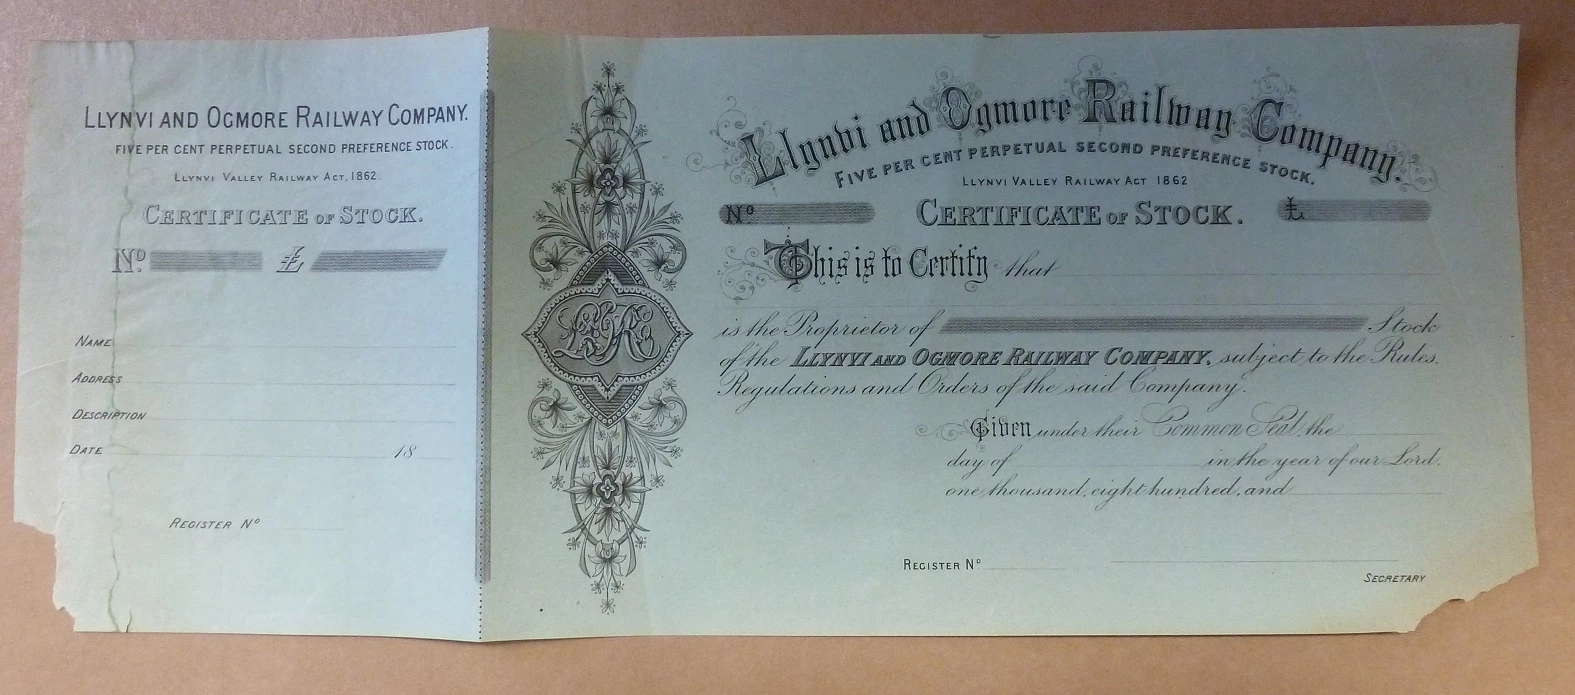 LLYNVI AND OGMORE RAILWAY COMPANY.
FIVE PER CENT PERPETUAL SECOND PREFERENCE STOCK.
LLYNVI VALLEY RAILWAY ACT, 1862.
CERTIFICATE OF STOCK.
Nº. £
NAME
ADDRESS
DESCRIPTION
DATE 18
REGISTER Nº
Llynvi and Ogmore Railway Company.
FIVE PER CENT PERPETUAL SECOND PREFERENCE STOCK.
LLYNVI VALLEY RAILWAY ACT 1862
Nº CERTIFICATE OF STOCK. £
This is to Certify that
is the Proprietor of Stock
of the LLYNVI AND OGMORE RAILWAY COMPANY, subject to the Rules,
Regulations and Orders of the said Company.
Given under their Common Seal, the
day of in the year of our Lord,
one thousand, eight hundred, and
REGISTER Nº
SECRETARY